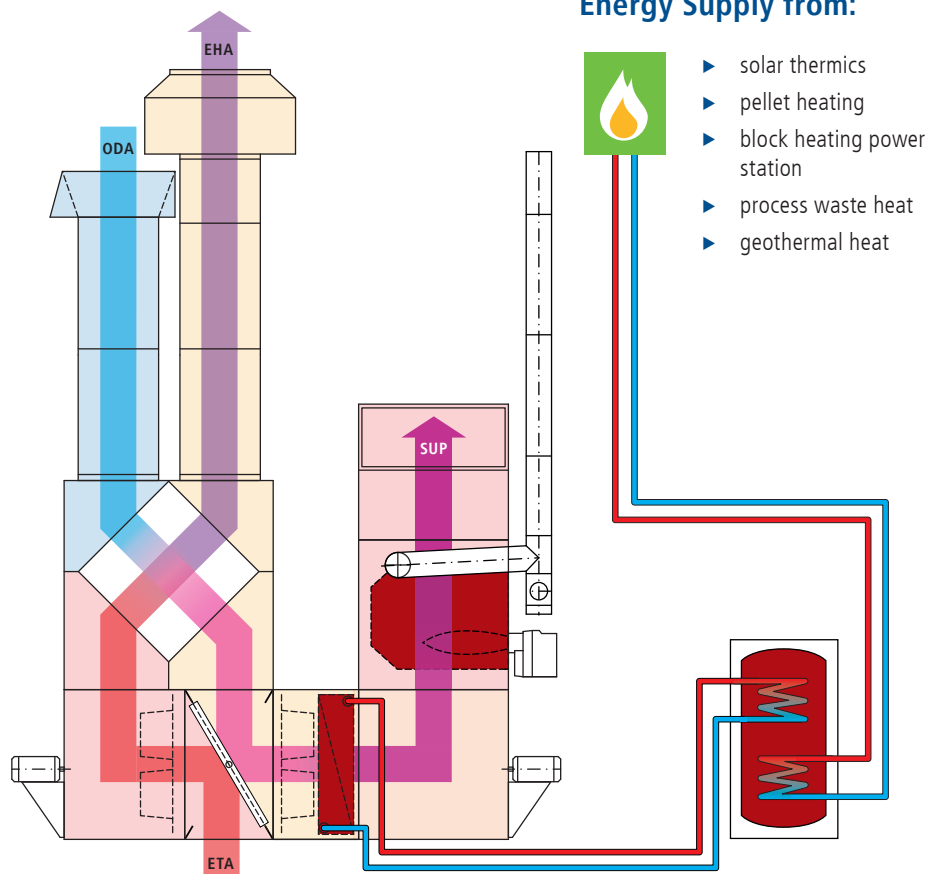 Energy Supply from:
solar thermics
pellet heating
block heating power
station
process waste heat
geothermal heat
EHA
ODA
SUP
ETA